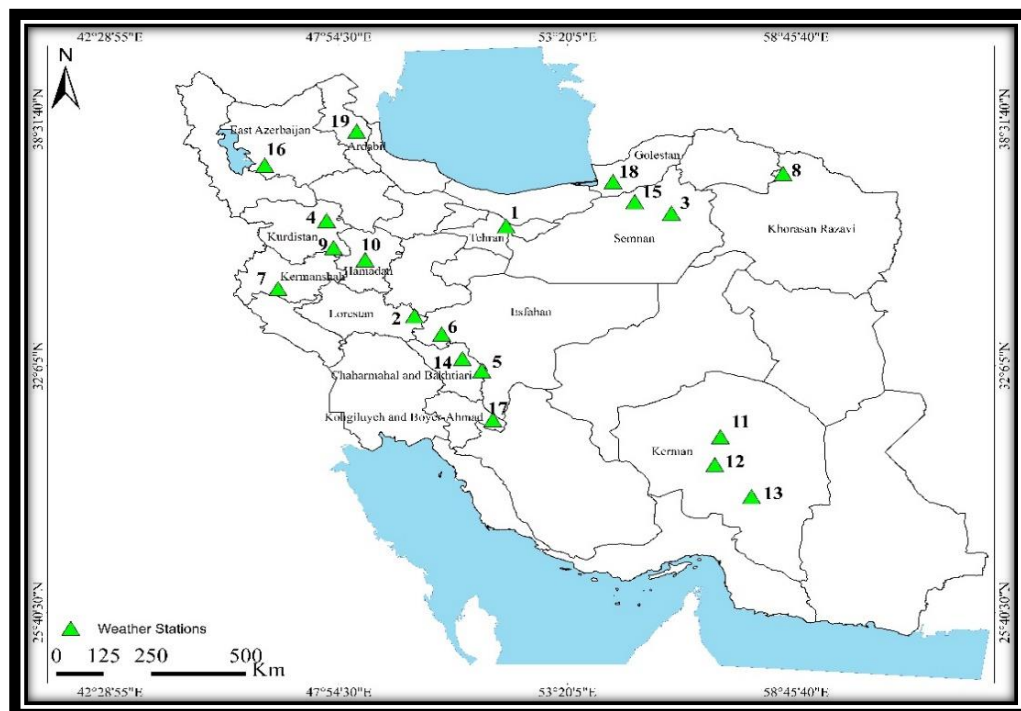 42°28'55"E 47°54'30"E 53°20'5"E 58°45'40"E
N
38°31'40"N 38°31'40"N
East Azerbaijan
19
Ardabil
16
Golestan
8
18
15
3
4
1
Tehran
Semnan
Khorasan Razavi
Kurdistan
9
10
Hamadan
7
Kermanshah
Lorestan
2
Esfahan
6
32°6'5"N 32°6'5"N
14
5
Chaharmahal and Bakhtiari
17
Kohgiluyeh and Boyer-Ahmad
11
Kerman
12
13
25°40'30"N 25°40'30"N
Weather Stations
0 125 250 500
Km
42°28'55"E 47°54'30"E 53°20'5"E 58°45'40"E